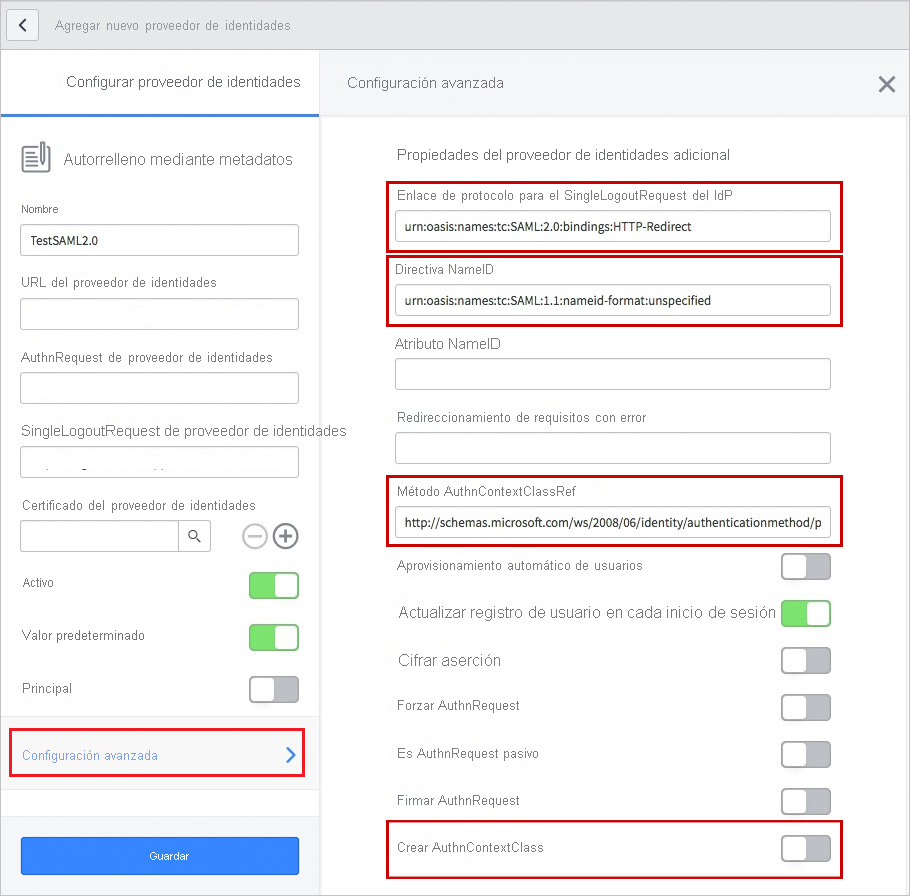 Agregar nuevo proveedor de identidades
Configurar proveedor de identidades
Autorrelleno mediante metadatos
Nombre
TestSAML2.0
URL del proveedor de identidades
AuthnRequest de proveedor de identidades
SingleLogoutRequest de proveedor de identidades
Certificado del proveedor de identidades
Activo
Valor predeterminado
Principal
Configuración avanzada
Guardar
Configuración avanzada
Propiedades del proveedor de identidades adicional
Enlace de protocolo para el SingleLogoutRequest del IdP
urn:oasis:names:tc:SAML:2.0:bindings:HTTP-Redirect
Directiva NameID
urn:oasis:names:tc:SAML:1.1:nameid-format:unspecified
Atributo NameID
Redireccionamiento de requisitos con error
Método AuthnContextClassRef
http://schemas.microsoft.com/ws/2008/06/identity/authenticationmethod/p
Aprovisionamiento automático de usuarios
Actualizar registro de usuario en cada inicio de sesión
Cifrar aserción
Forzar AuthnRequest
Es AuthnRequest pasivo
Firmar AuthnRequest
Crear AuthnContextClass